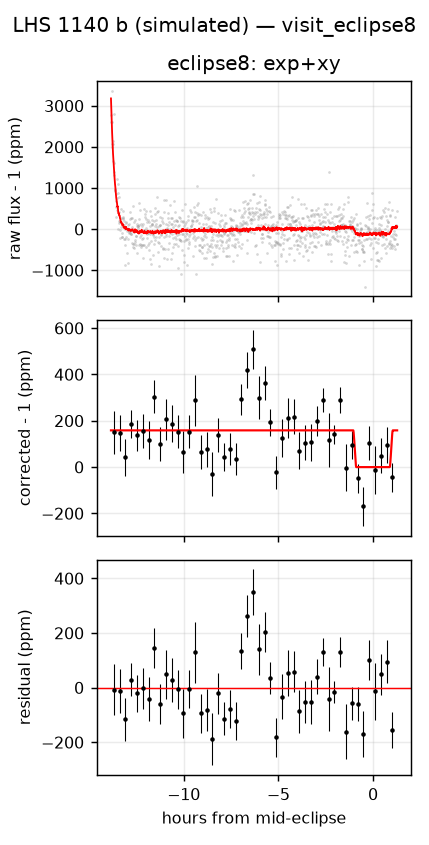 LHS 1140 b (simulated) — visit_eclipse8
eclipse8: exp+xy
raw flux - 1 (ppm)
3000
2000
1000
0
−1000
corrected - 1 (ppm)
600
400
200
0
−200
residual (ppm)
400
200
0
−200
−10
−5
0
hours from mid-eclipse